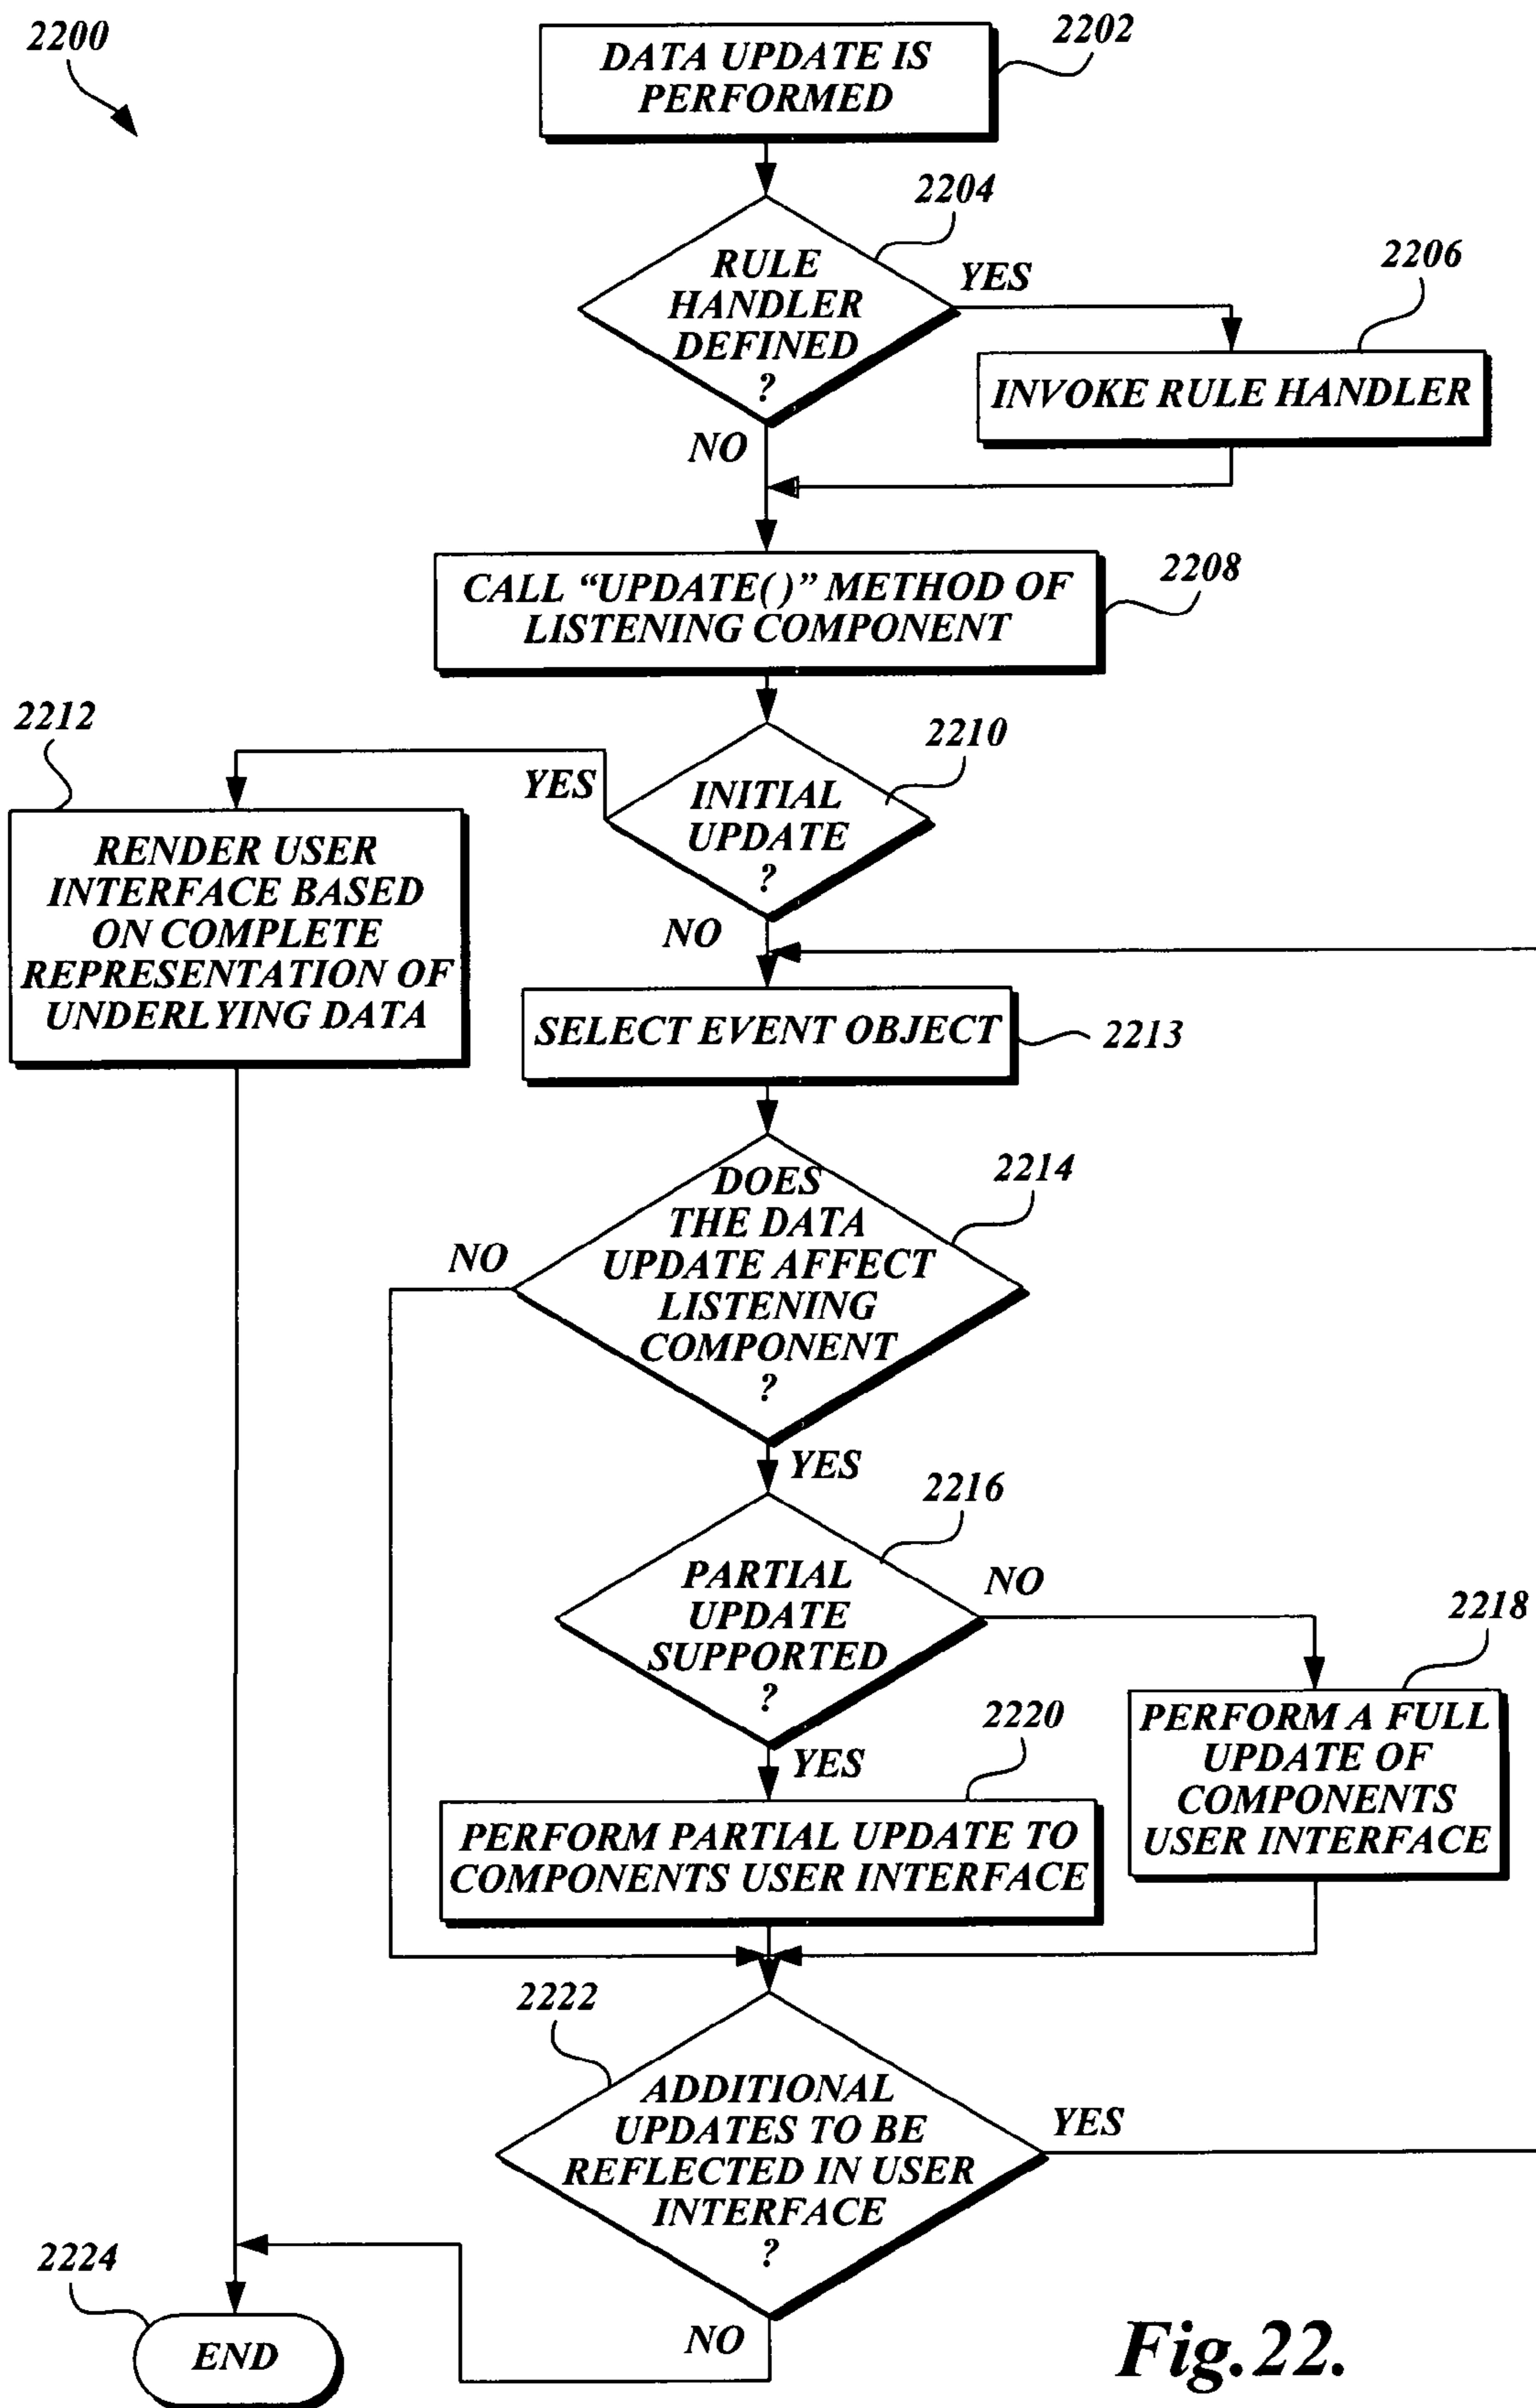 2200
DATA UPDATE IS
PERFORMED
2202
2204
RULE
HANDLER
DEFINED
?
YES
2206
INVOKE RULE HANDLER
NO
CALL “UPDATE( )” METHOD OF
LISTENING COMPONENT
2208
2212
2210
YES
INITIAL
UPDATE
?
RENDER USER
INTERFACE BASED
ON COMPLETE
REPRESENTATION OF
UNDERLYING DATA
NO
SELECT EVENT OBJECT
2213
2214
DOES
THE DATA
UPDATE AFFECT
LISTENING
COMPONENT
?
NO
YES
2216
PARTIAL
UPDATE
SUPPORTED
?
NO
2218
PERFORM A FULL
UPDATE OF
COMPONENTS
USER INTERFACE
YES
2220
PERFORM PARTIAL UPDATE TO
COMPONENTS USER INTERFACE
2222
ADDITIONAL
UPDATES TO BE
REFLECTED IN USER
INTERFACE
?
YES
NO
2224
END
Fig.22.